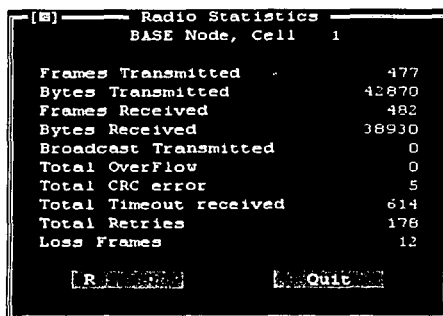 Radio Statistics
BASE Node, Cell 1
Frames Transmitted 477
Bytes Transmitted 42870
Frames Received 482
Bytes Received 38930
Broadcast Transmitted 0
Total OverFlow 0
Total CRC error 5
Total Timeout received 614
Total Retries 178
Loss Frames 12
R Quit